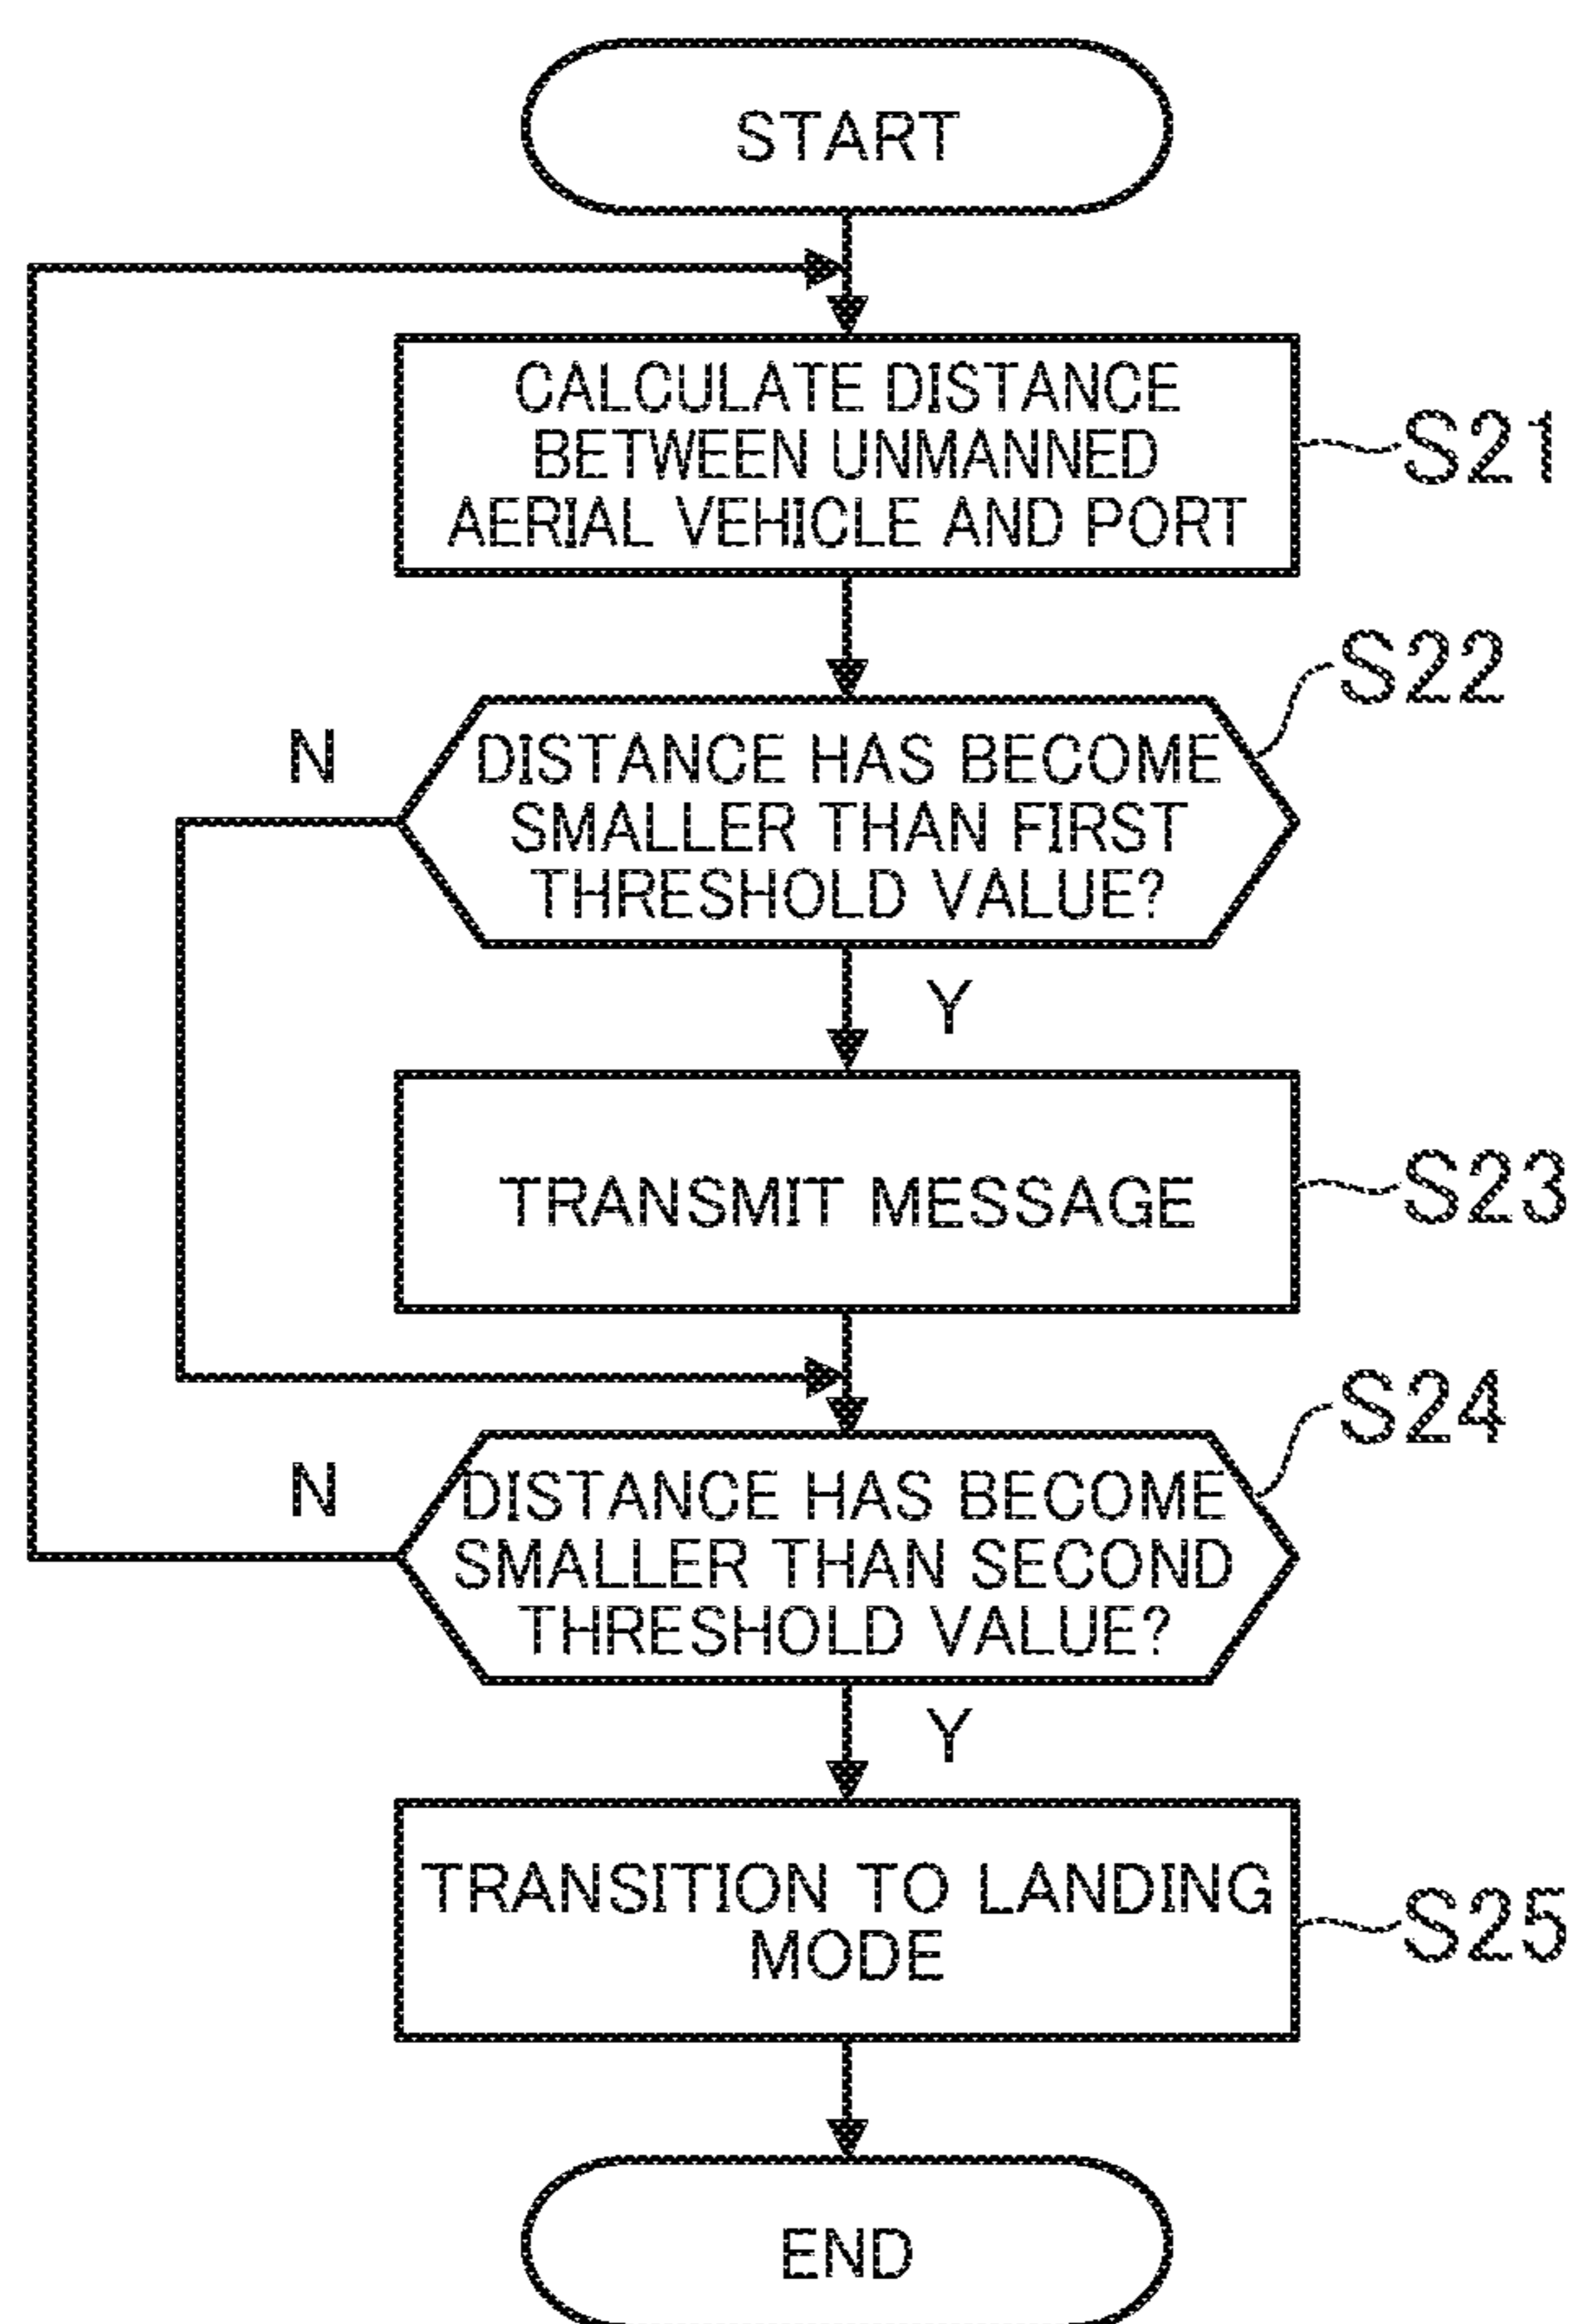 START
CALCULATE DISTANCE
BETWEEN UNMANNED
AERIAL VEHICLE AND PORT
S21
S22
N
DISTANCE HAS BECOME
SMALLER THAN FIRST
THRESHOLD VALUE?
Y
TRANSMIT MESSAGE
S23
S24
N
DISTANCE HAS BECOME
SMALLER THAN SECOND
THRESHOLD VALUE?
Y
TRANSITION TO LANDING
MODE
S25
END